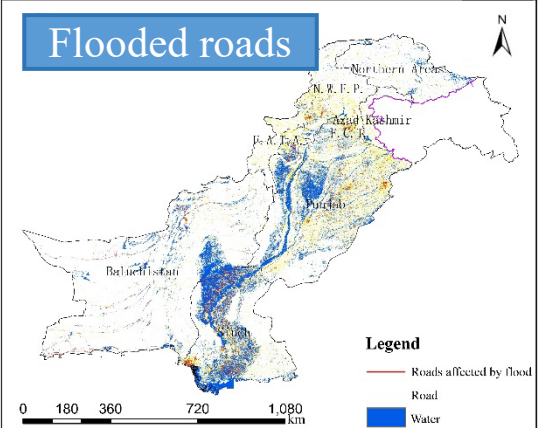 Flooded roads
N
Northern Areas
N.W.F.P.
Azad Kashmir
F.C.R.
F.A.T.A.
Punjab
Baluchistan
Sindh
Legend
Roads affected by flood
Road
Water
0 180 360 720 1,080
km